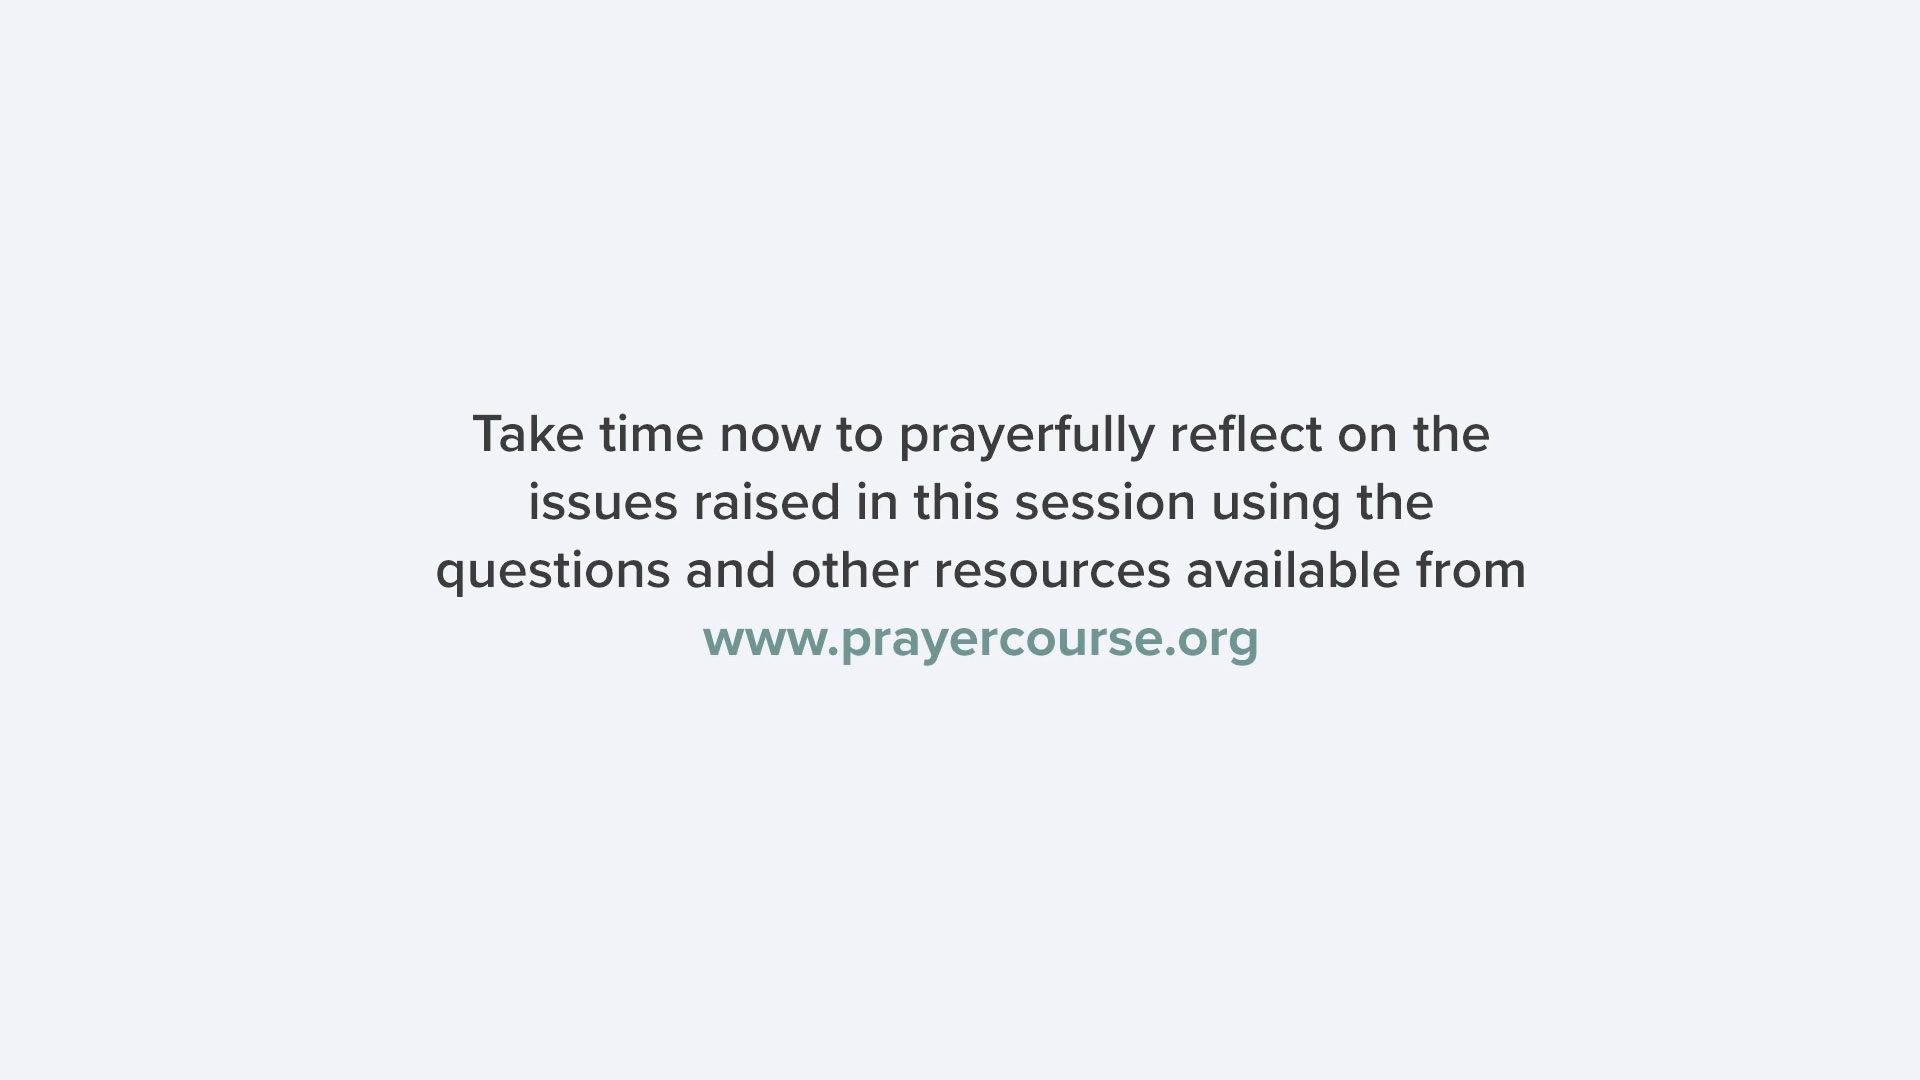 Take time now to prayerfully reflect on the
issues raised in this session using the
questions and other resources available from
www.prayercourse.org